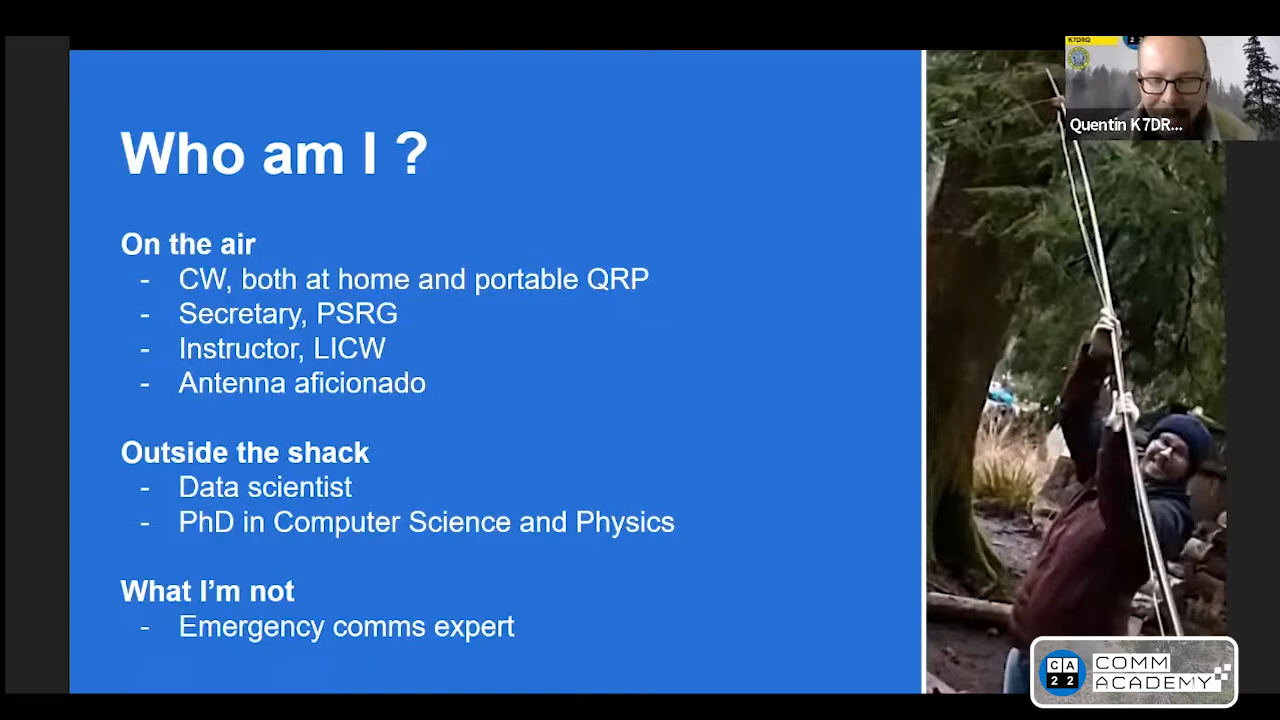 Who am I ?
On the air
- CW, both at home and portable QRP
- Secretary, PSRG
- Instructor, LICW
- Antenna aficionado
Outside the shack
- Data scientist
- PhD in Computer Science and Physics
What I'm not
- Emergency comms expert
K7DRQ
Quentin K7DR...
CA
22
COMM
ACADEMY